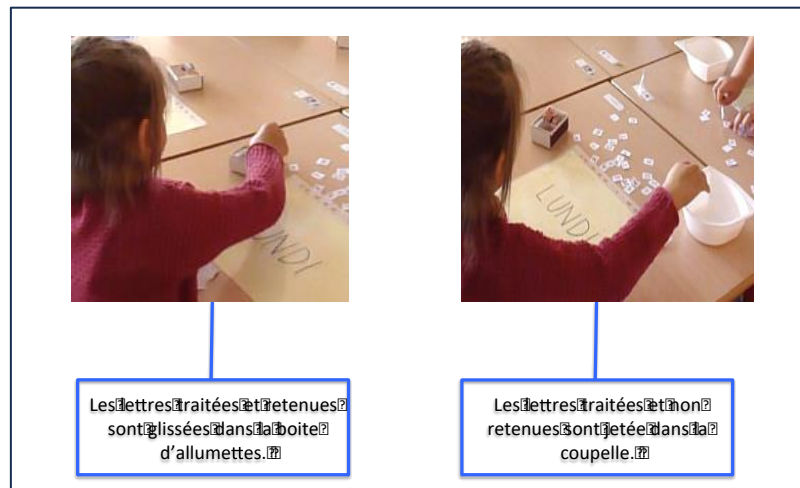 UNDI
LUNDI
Les lettres traitées et retenues
sont glissées dans la boite
d'allumettes.
Les lettres traitées et non
retenues sont jetée dans la
coupelle.